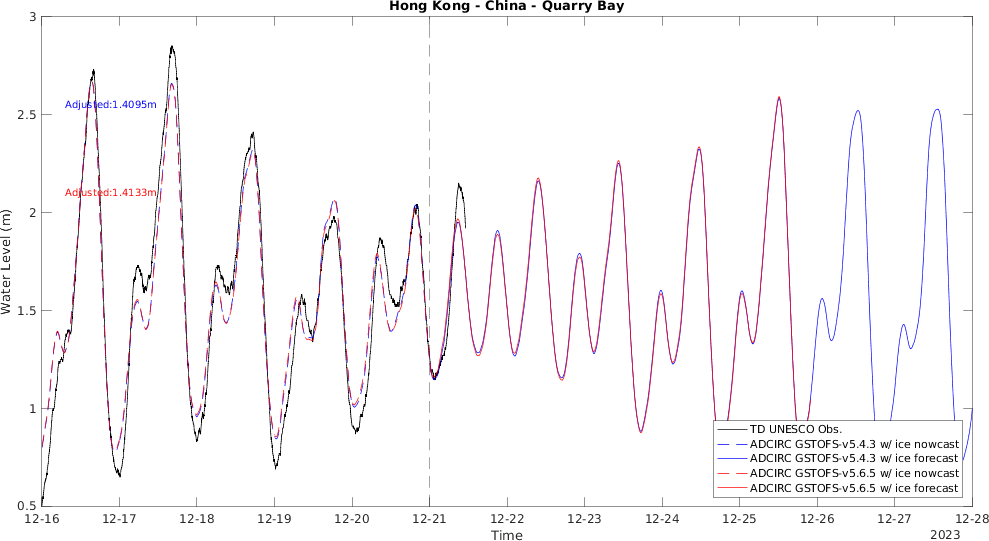 Hong Kong - China - Quarry Bay
Water Level (m)
3
2.5
2
1.5
1
0.5
Adjusted:1.4095m
Adjusted:1.4133m
TD UNESCO Obs.
ADCIRC GSTOFS-v5.4.3 w/ ice nowcast
ADCIRC GSTOFS-v5.4.3 w/ ice forecast
ADCIRC GSTOFS-v5.6.5 w/ ice nowcast
ADCIRC GSTOFS-v5.6.5 w/ ice forecast
12-16 12-17 12-18 12-19 12-20 12-21 12-22 12-23 12-24 12-25 12-26 12-27 12-28
Time
2023